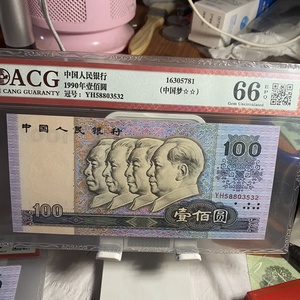 ACG
CANG GUARANTY
中国人民银行
1990年壹佰圆
冠号：YH58803532
16305781
(中国梦☆☆)
66
EPQ
Gem Uncirculated
中国人民银行
100
YH58803532
100
壹佰圆